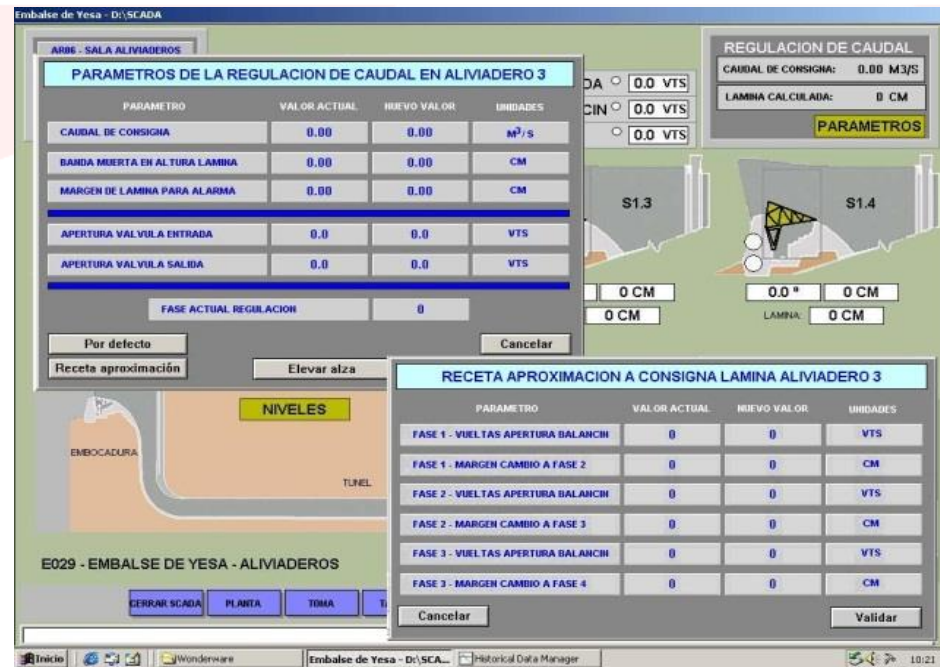 Embalse de Yesa - D:\SCADA
AR06 - SALA ALIVIADEROS
REGULACION DE CAUDAL
CAUDAL DE CONSIGNA: 0.00 M3/S
LAMINA CALCULADA: 0 CM
PARAMETROS
DA 0.0 VTS
CIN 0.0 VTS
0.0 VTS
PARAMETROS DE LA REGULACION DE CAUDAL EN ALIVIADERO 3
PARAMETRO VALOR ACTUAL NUEVO VALOR UNIDADES
CAUDAL DE CONSIGNA 0.00 0.00 M³/S
BANDA MUERTA EN ALTURA LAMINA 0.00 0.00 CM
MARGEN DE LAMINA PARA ALARMA 0.00 0.00 CM
APERTURA VALVULA ENTRADA 0.0 0.0 VTS
APERTURA VALVULA SALIDA 0.0 0.0 VTS
FASE ACTUAL REGULACION 0
Por defecto
Cancelar
Receta aproximación
Elevar alza
S1.3
S1.4
0 CM
0.0 º 0 CM
0 CM
LAMINA: 0 CM
RECETA APROXIMACION A CONSIGNA LAMINA ALIVIADERO 3
PARAMETRO VALOR ACTUAL NUEVO VALOR UNIDADES
FASE 1 - VUELTAS APERTURA BALANCIN 0 0 VTS
FASE 1 - MARGEN CAMBIO A FASE 2 0 0 CM
FASE 2 - VUELTAS APERTURA BALANCIN 0 0 VTS
FASE 2 - MARGEN CAMBIO A FASE 3 0 0 CM
FASE 3 - VUELTAS APERTURA BALANCIN 0 0 VTS
FASE 3 - MARGEN CAMBIO A FASE 4 0 0 CM
Cancelar
Validar
NIVELES
EMBOCADURA
TUNEL
E029 - EMBALSE DE YESA - ALIVIADEROS
CERRAR SCADA
PLANTA
TOMA
Inicio
Wonderware
Embalse de Yesa - D:\SCA...
Historical Data Manager
10:21